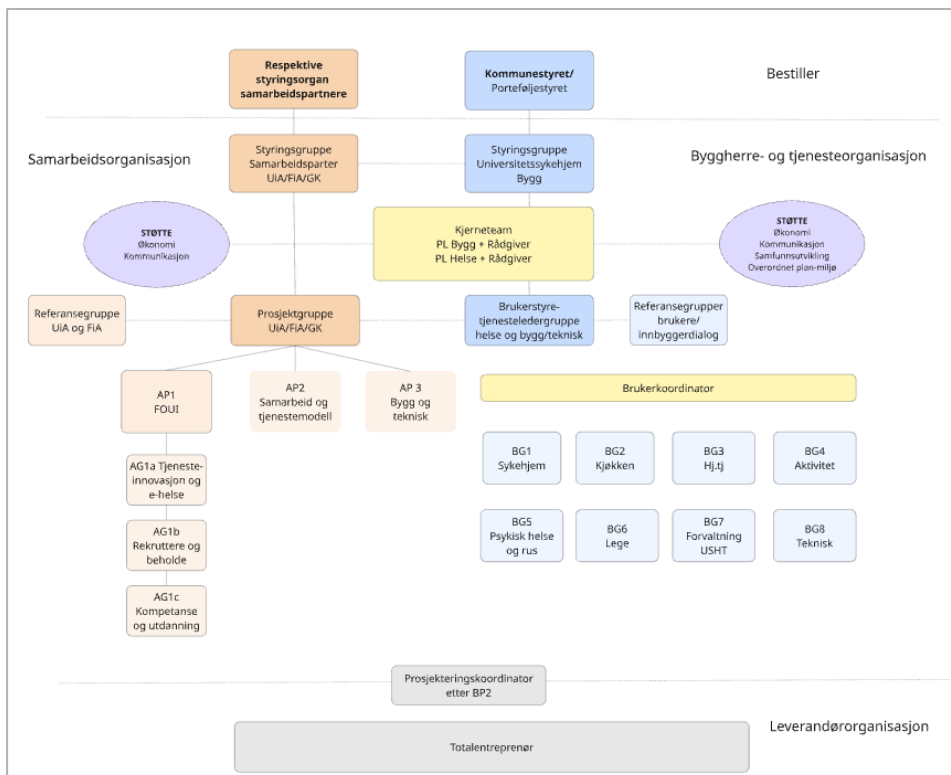 Respektive
styringsorgan
samarbeidspartnere
Kommunestyret/
Porteføljestyret
Bestiller
Samarbeidsorganisasjon
Styringsgruppe
Samarbeidsparter
UiA/FiA/GK
Styringsgruppe
Universitetssykehjem
Bygg
Byggherre- og tjenesteorganisasjon
STØTTE
Økonomi
Kommunikasjon
Kjerneteam
PL Bygg + Rådgiver
PL Helse + Rådgiver
STØTTE
Økonomi
Kommunikasjon
Samfunnsutvikling
Overordnet plan-miljø
Referansegruppe
UiA og FiA
Prosjektgruppe
UiA/FiA/GK
Brukerstyre-
tjenesteledergruppe
helse og bygg/teknisk
Referansegrupper
brukere/
innbyggerdialog
AP1
FOUI
AP2
Samarbeid og
tjenestemodell
AP 3
Bygg og
teknisk
Brukerkoordinator
AG1a Tjeneste-
innovasjon og
e-helse
AG1b
Rekruttere og
beholde
AG1c
Kompetanse
og utdanning
BG1
Sykehjem
BG2
Kjøkken
BG3
Hj.tj
BG4
Aktivitet
BG5
Psykisk helse
og rus
BG6
Lege
BG7
Forvaltning
USHT
BG8
Teknisk
Prosjekteringskoordinator
etter BP2
Leverandørorganisasjon
Totalentreprenør